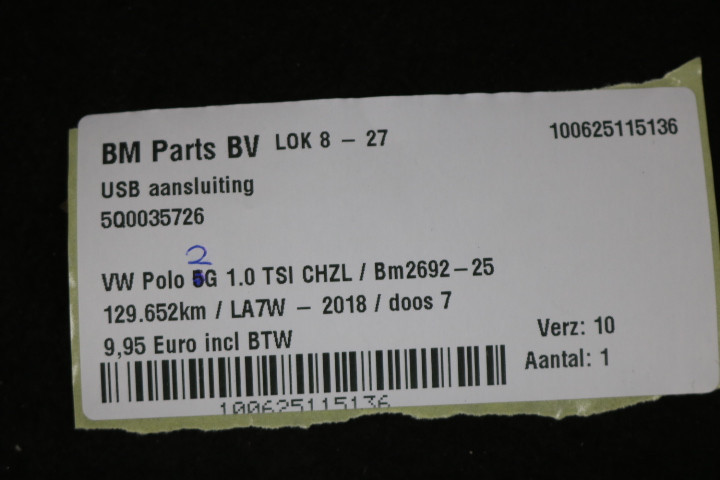 BM Parts BV LOK 8 – 27 100625115136
USB aansluiting
5Q0035726
2
VW Polo 5G 1.0 TSI CHZL / Bm2692-25
129.652km / LA7W – 2018 / doos 7
9,95 Euro incl BTW
Verz: 10
Aantal: 1
100625115136